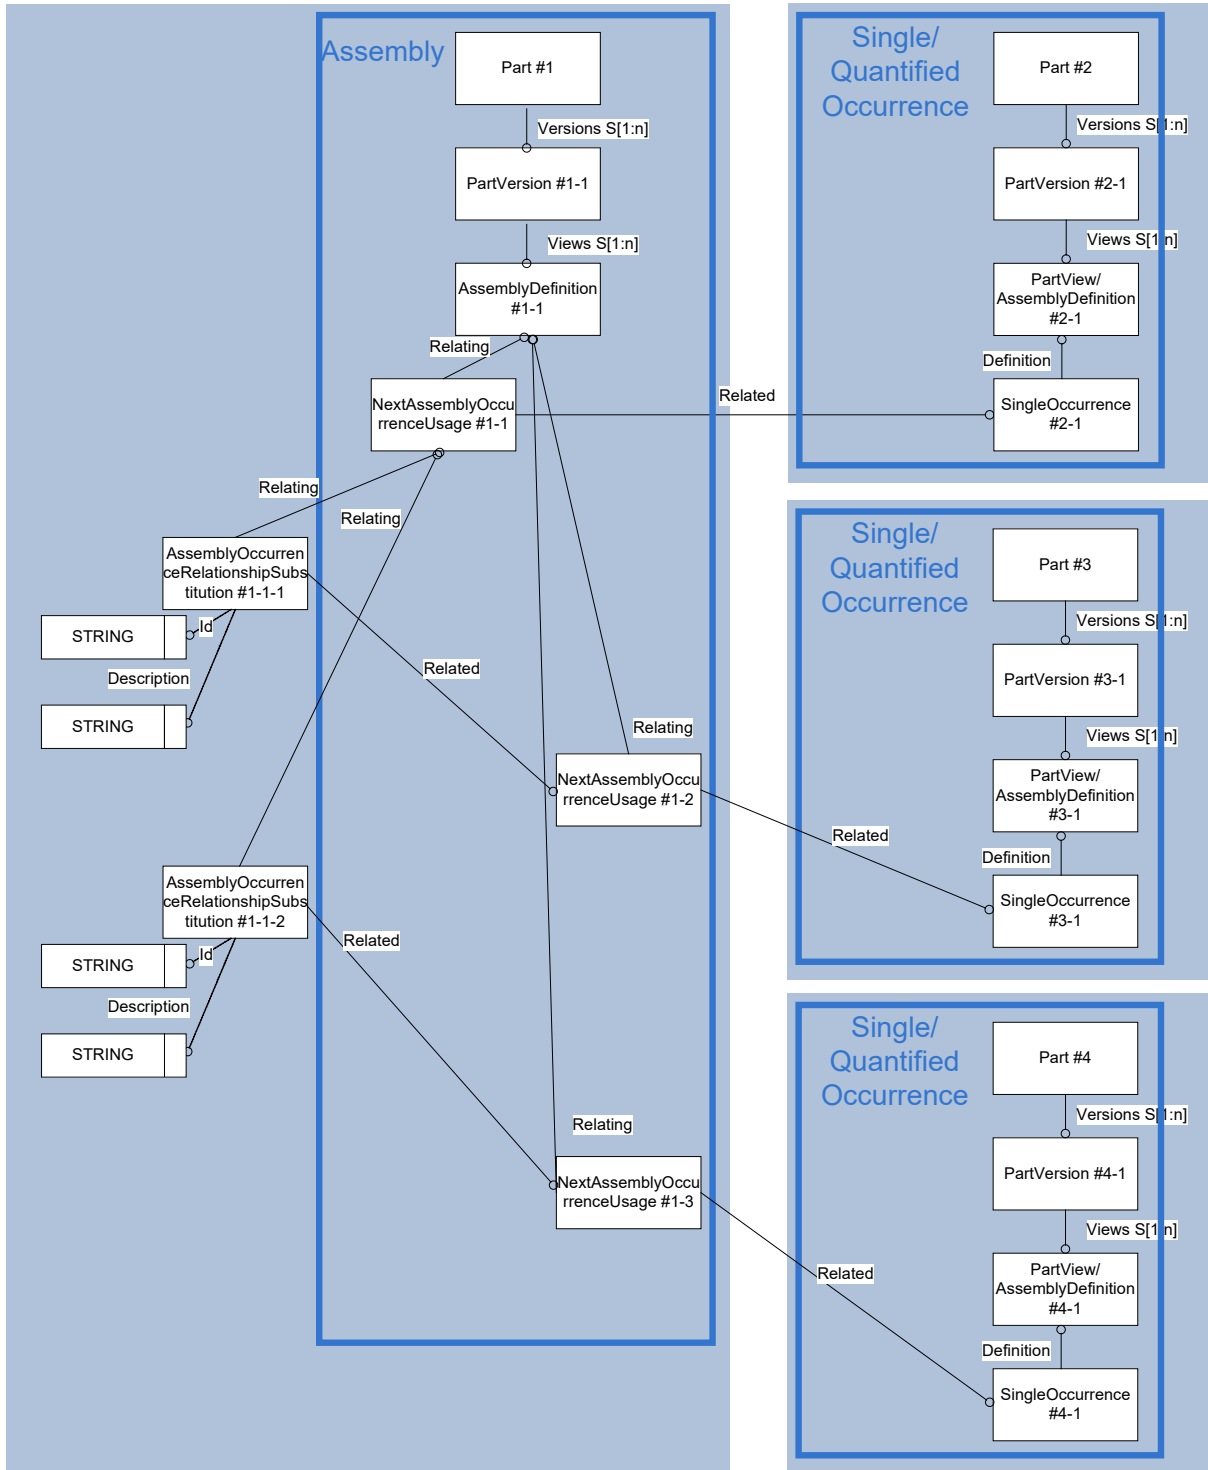 Assembly
Part #1
Versions S[1:n]
PartVersion #1-1
Views S[1:n]
AssemblyDefinition
#1-1
Relating
NextAssemblyOccu
rrenceUsage #1-1
Related
Relating
Relating
AssemblyOccurren
ceRelationshipSubs
titution #1-1-1
STRING
Id
Description
STRING
Related
Relating
NextAssemblyOccu
rrenceUsage #1-2
Related
AssemblyOccurren
ceRelationshipSubs
titution #1-1-2
STRING
Id
Description
STRING
Related
Relating
NextAssemblyOccu
rrenceUsage #1-3
Related
Single/
Quantified
Occurrence
Part #2
Versions S[1:n]
PartVersion #2-1
Views S[1:n]
PartView/
AssemblyDefinition
#2-1
Definition
SingleOccurrence
#2-1
Single/
Quantified
Occurrence
Part #3
Versions S[1:n]
PartVersion #3-1
Views S[1:n]
PartView/
AssemblyDefinition
#3-1
Definition
SingleOccurrence
#3-1
Single/
Quantified
Occurrence
Part #4
Versions S[1:n]
PartVersion #4-1
Views S[1:n]
PartView/
AssemblyDefinition
#4-1
Definition
SingleOccurrence
#4-1